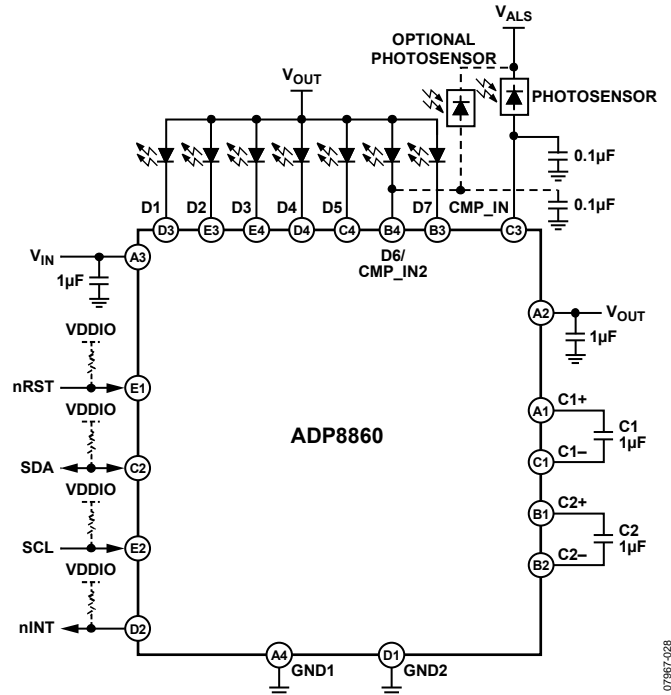 VALS
OPTIONAL
PHOTOSENSOR
VOUT
PHOTOSENSOR
0.1µF
0.1µF
D1 D2 D3 D4 D5 D7 CMP_IN
D3 E3 E4 D4 C4 B4 B3 C3
D6/
CMP_IN2
VIN
A3
1µF
A2
VOUT
1µF
VDDIO
nRST
E1
VDDIO
SDA
C2
VDDIO
SCL
E2
VDDIO
nINT
D2
ADP8860
A1
C1+
C1
1µF
C1
C1–
B1
C2+
C2
1µF
B2
C2–
A4
GND1
D1
GND2
07967-028